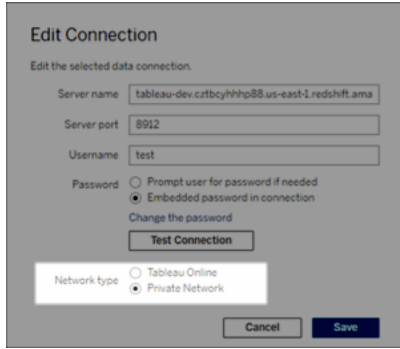 Edit Connection
Edit the selected data connection.
Server name tableau-dev.cztbcyhhhp88.us-east-1.redshift.ama
Server port 8912
Username test
Password Prompt user for password if needed
Embedded password in connection
Change the password
Test Connection
Network type Tableau Online
Private Network
Cancel Save